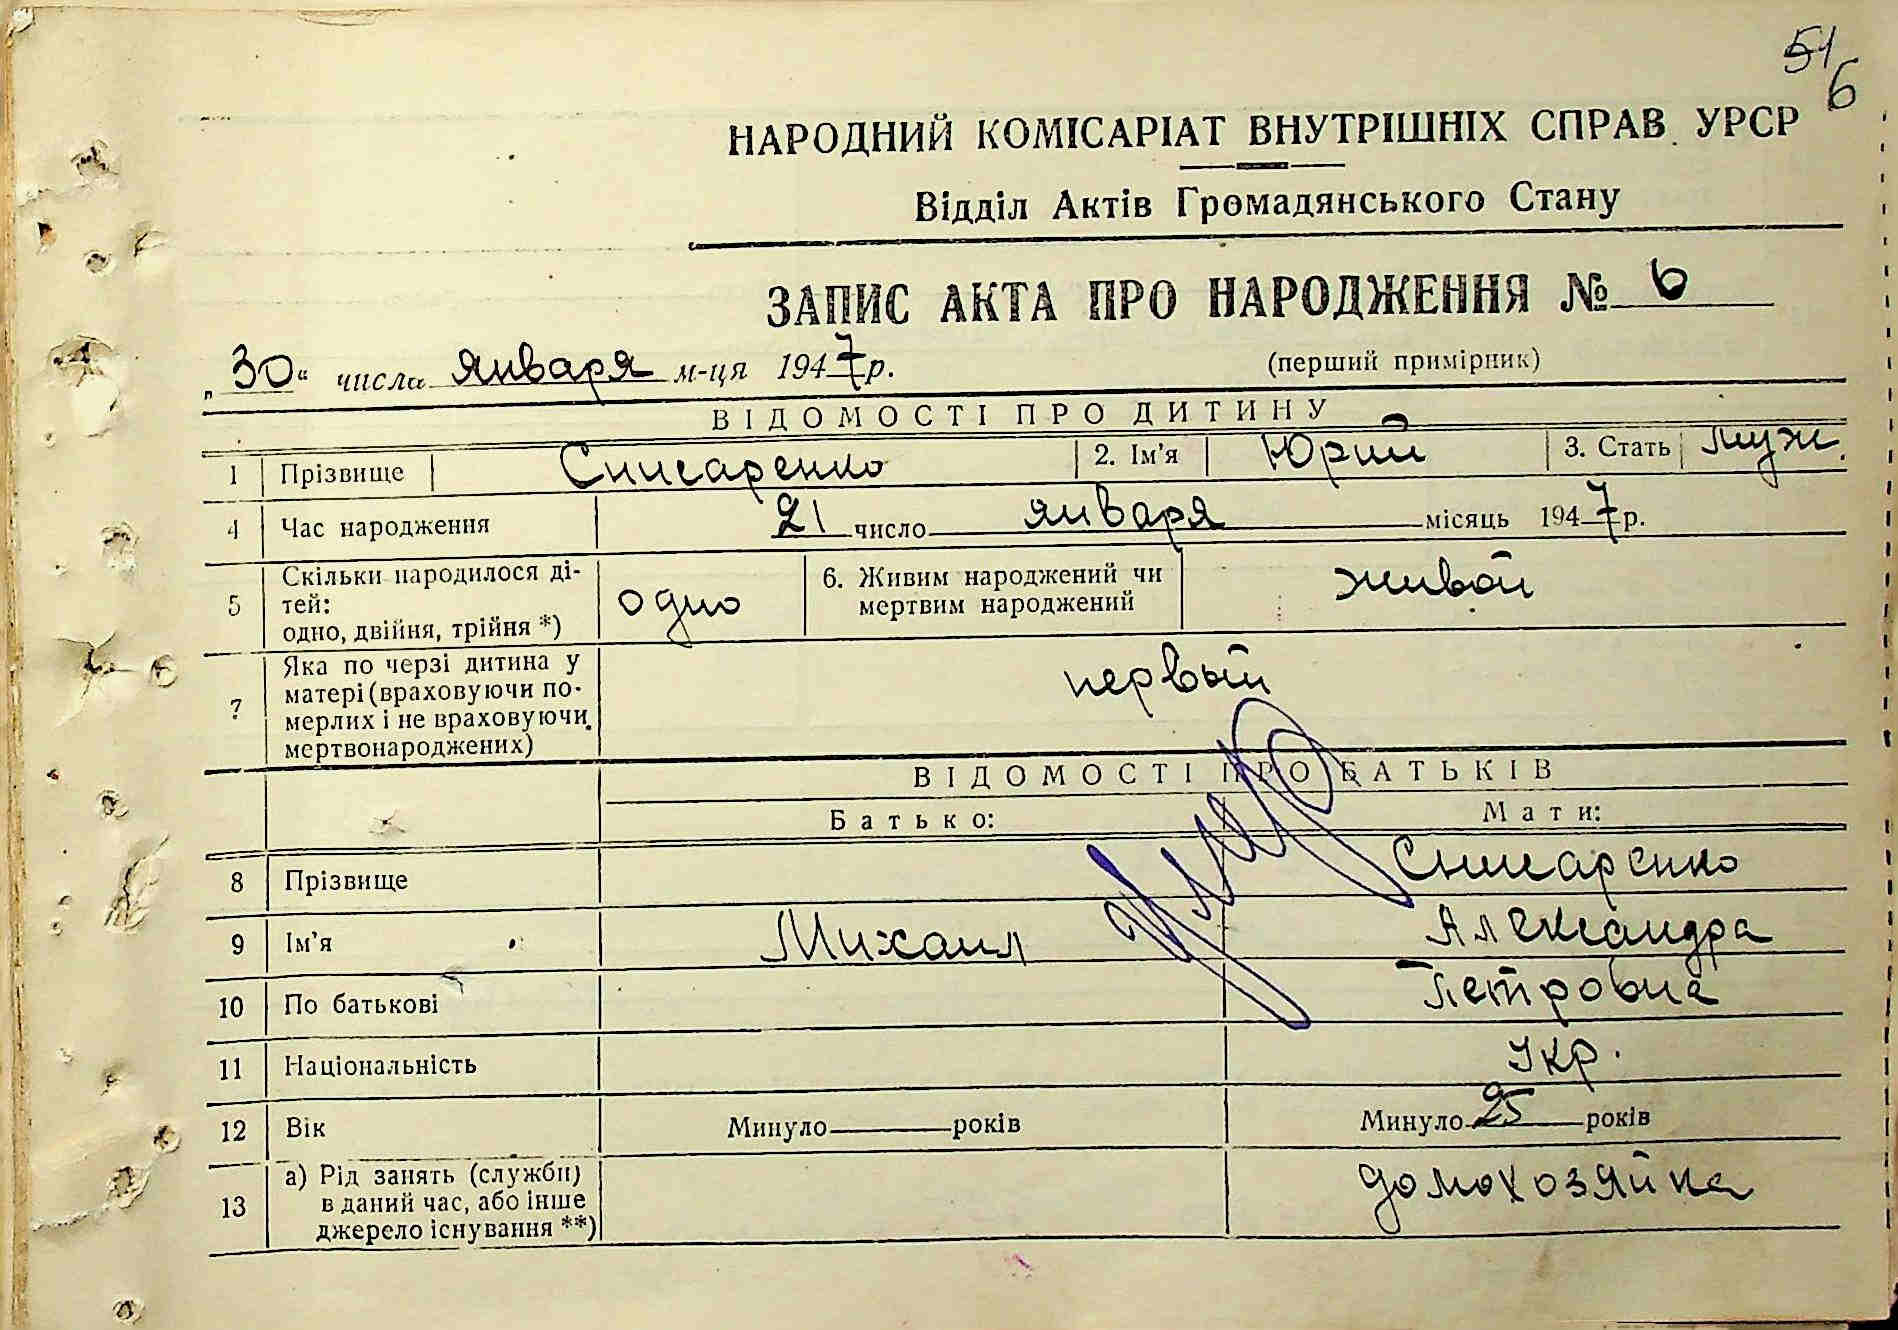 51
6
НАРОДНИЙ КОМІСАРІАТ ВНУТРІШНІХ СПРАВ УРСР
Відділ Актів Громадянського Стану
ЗАПИС АКТА ПРО НАРОДЖЕННЯ № 6
„30“ числа января м-ця 1947 р.
(перший примірник)
ВІДОМОСТІ ПРО ДИТИНУ
1 Прізвище Снисаренко 2. Ім'я Юрий 3. Стать муж.
4 Час народження 21 число января місяць 1947 р.
5 Скільки народилося ді-
тей:
одно, двійня, трійня *) одно
6. Живим народжений чи
мертвим народжений живой
7 Яка по черзі дитина у
матері (враховуючи по-
мерлих і не враховуючи
мертвонароджених) первый
ВІДОМОСТІ ПРО БАТЬКІВ
Батько: Мати:
8 Прізвище Снисаренко
9 Ім'я Михаил Александра
10 По батькові Петровна
11 Національність Укр.
12 Вік Минуло років Минуло 25 років
13 а) Рід занять (служби)
в даний час, або інше
джерело існування **) домохозяйка